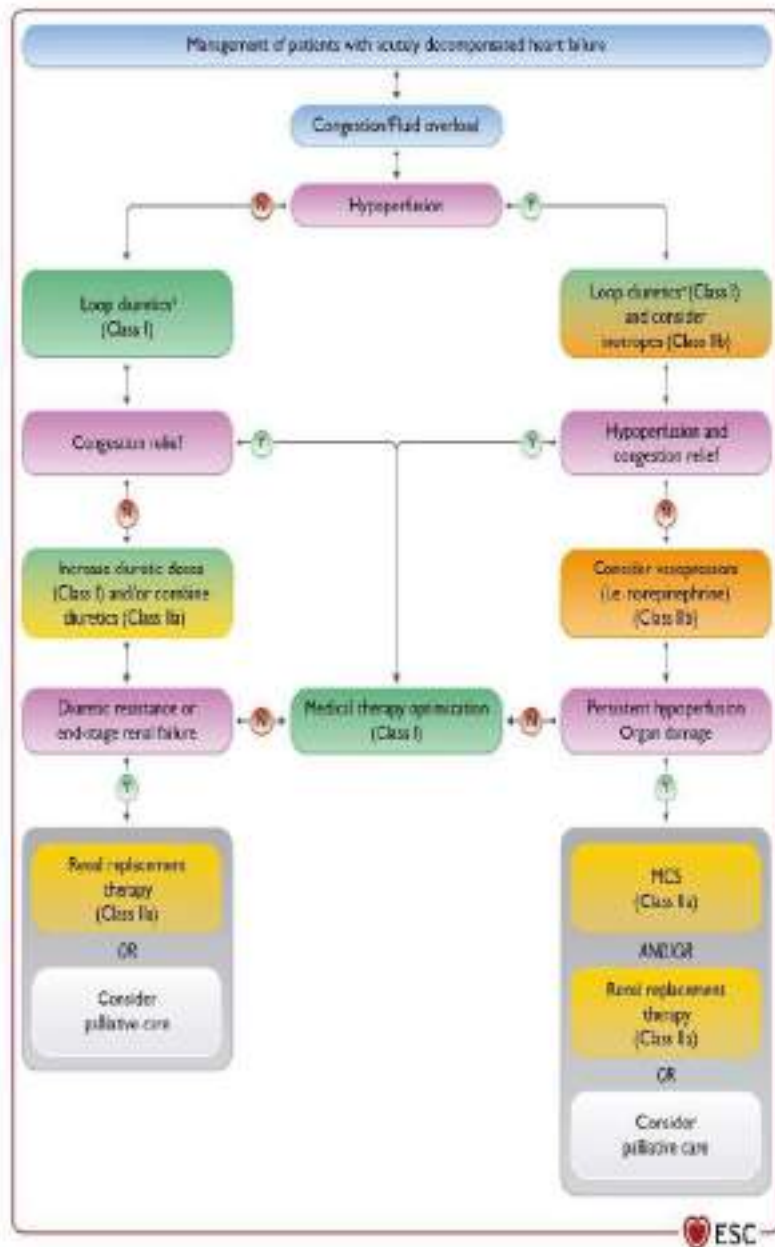 Management of patients with acutely decompensated heart failure
Congestion/Fluid overload
N
Hypoperfusion
Y
Loop diureticsᵃ
(Class I)
Loop diureticsᵃ (Class I)
and consider
inotropes (Class IIb)
Congestion relief
Y
Y
Hypoperfusion and
congestion relief
N
N
Increase diuretic doses
(Class I) and/or combine
diuretics (Class IIa)
Consider vasopressors
(i.e. norepinephrine)
(Class IIb)
Diuretic resistance or
end-stage renal failure
N
Medical therapy optimization
(Class I)
N
Persistent hypoperfusion
Organ damage
Y
Y
Renal replacement
therapy
(Class IIa)
OR
Consider
palliative care
MCS
(Class IIa)
AND/OR
Renal replacement
therapy
(Class IIa)
OR
Consider
palliative care
ESC